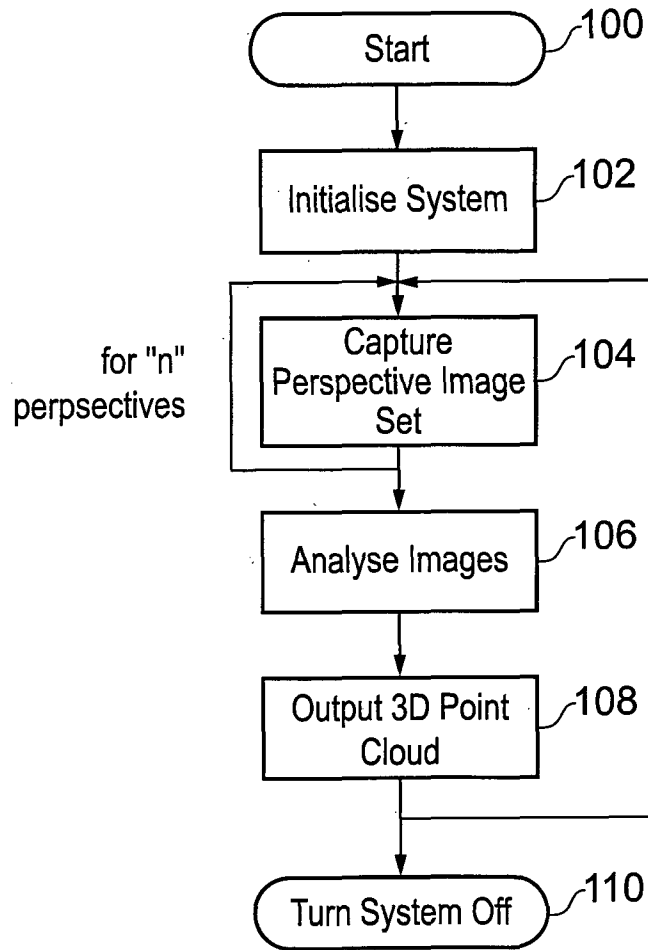 Start
100
Initialise System
102
for "n"
perpsectives
Capture
Perspective Image
Set
104
Analyse Images
106
Output 3D Point
Cloud
108
Turn System Off
110